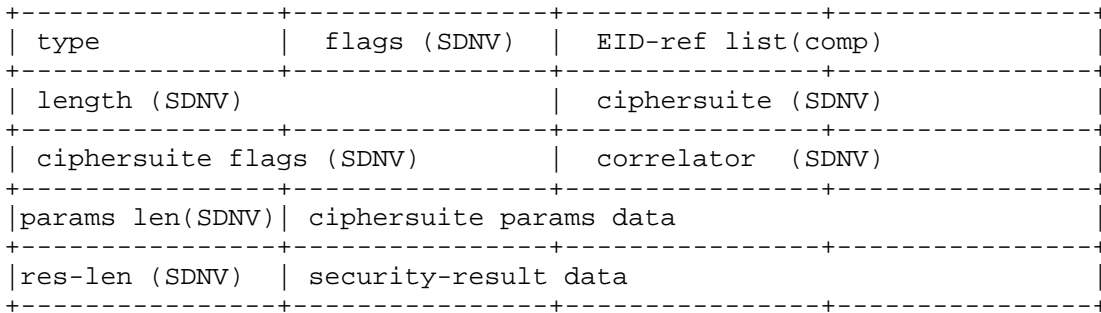 type flags (SDNV) EID-ref list(comp)
length (SDNV) ciphersuite (SDNV)
ciphersuite flags (SDNV) correlator (SDNV)
params len(SDNV) ciphersuite params data
res-len (SDNV) security-result data